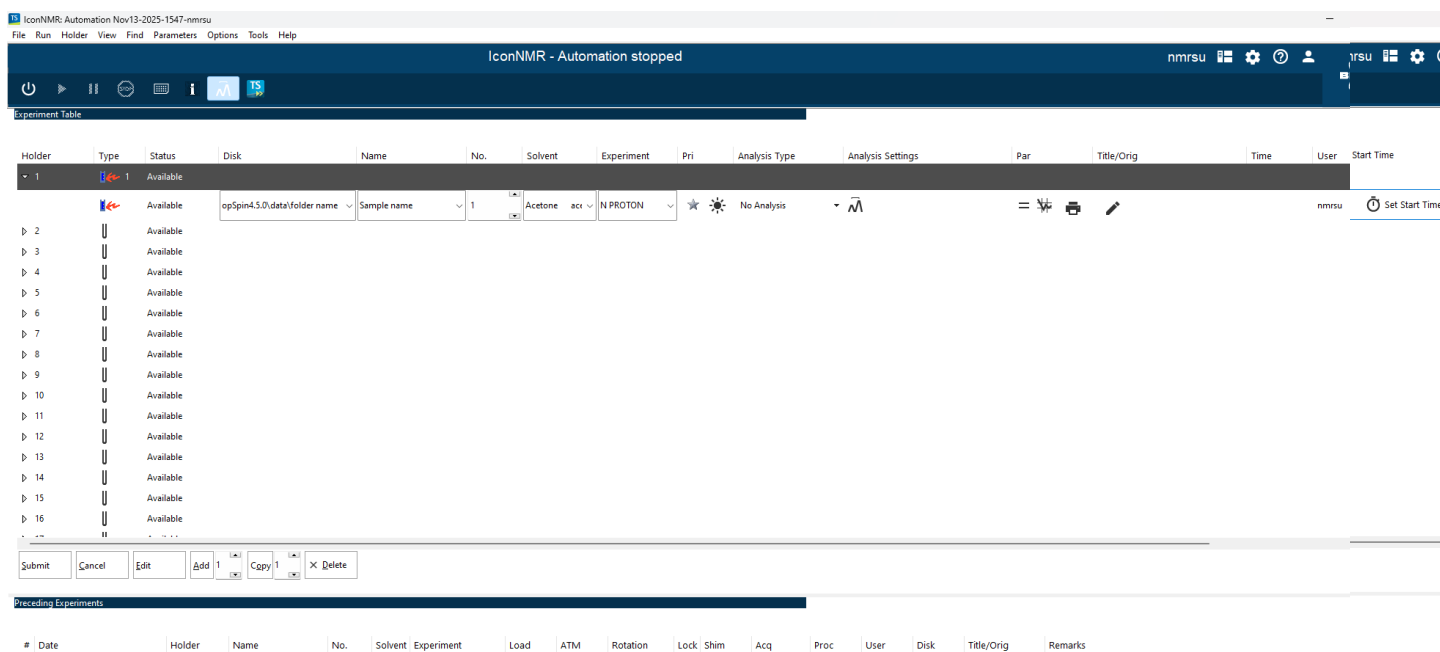 TS IconNMR: Automation Nov13-2025-1547-nmrsu
File Run Holder View Find Parameters Options Tools Help
IconNMR - Automation stopped nmrsu nrsu
STOP i TS
Experiment Table
Holder Type Status Disk Name No. Solvent Experiment Pri Analysis Type Analysis Settings Par Title/Orig Time User Start Time
1 1 Available
Available opSpin4.5.0\data\folder name Sample name 1 Acetone ace N PROTON No Analysis nmrsu Set Start Time
2 Available
3 Available
4 Available
5 Available
6 Available
7 Available
8 Available
9 Available
10 Available
11 Available
12 Available
13 Available
14 Available
15 Available
16 Available
Submit Cancel Edit Add 1 Copy 1 Delete
Preceding Experiments
# Date Holder Name No. Solvent Experiment Load ATM Rotation Lock Shim Acq Proc User Disk Title/Orig Remarks